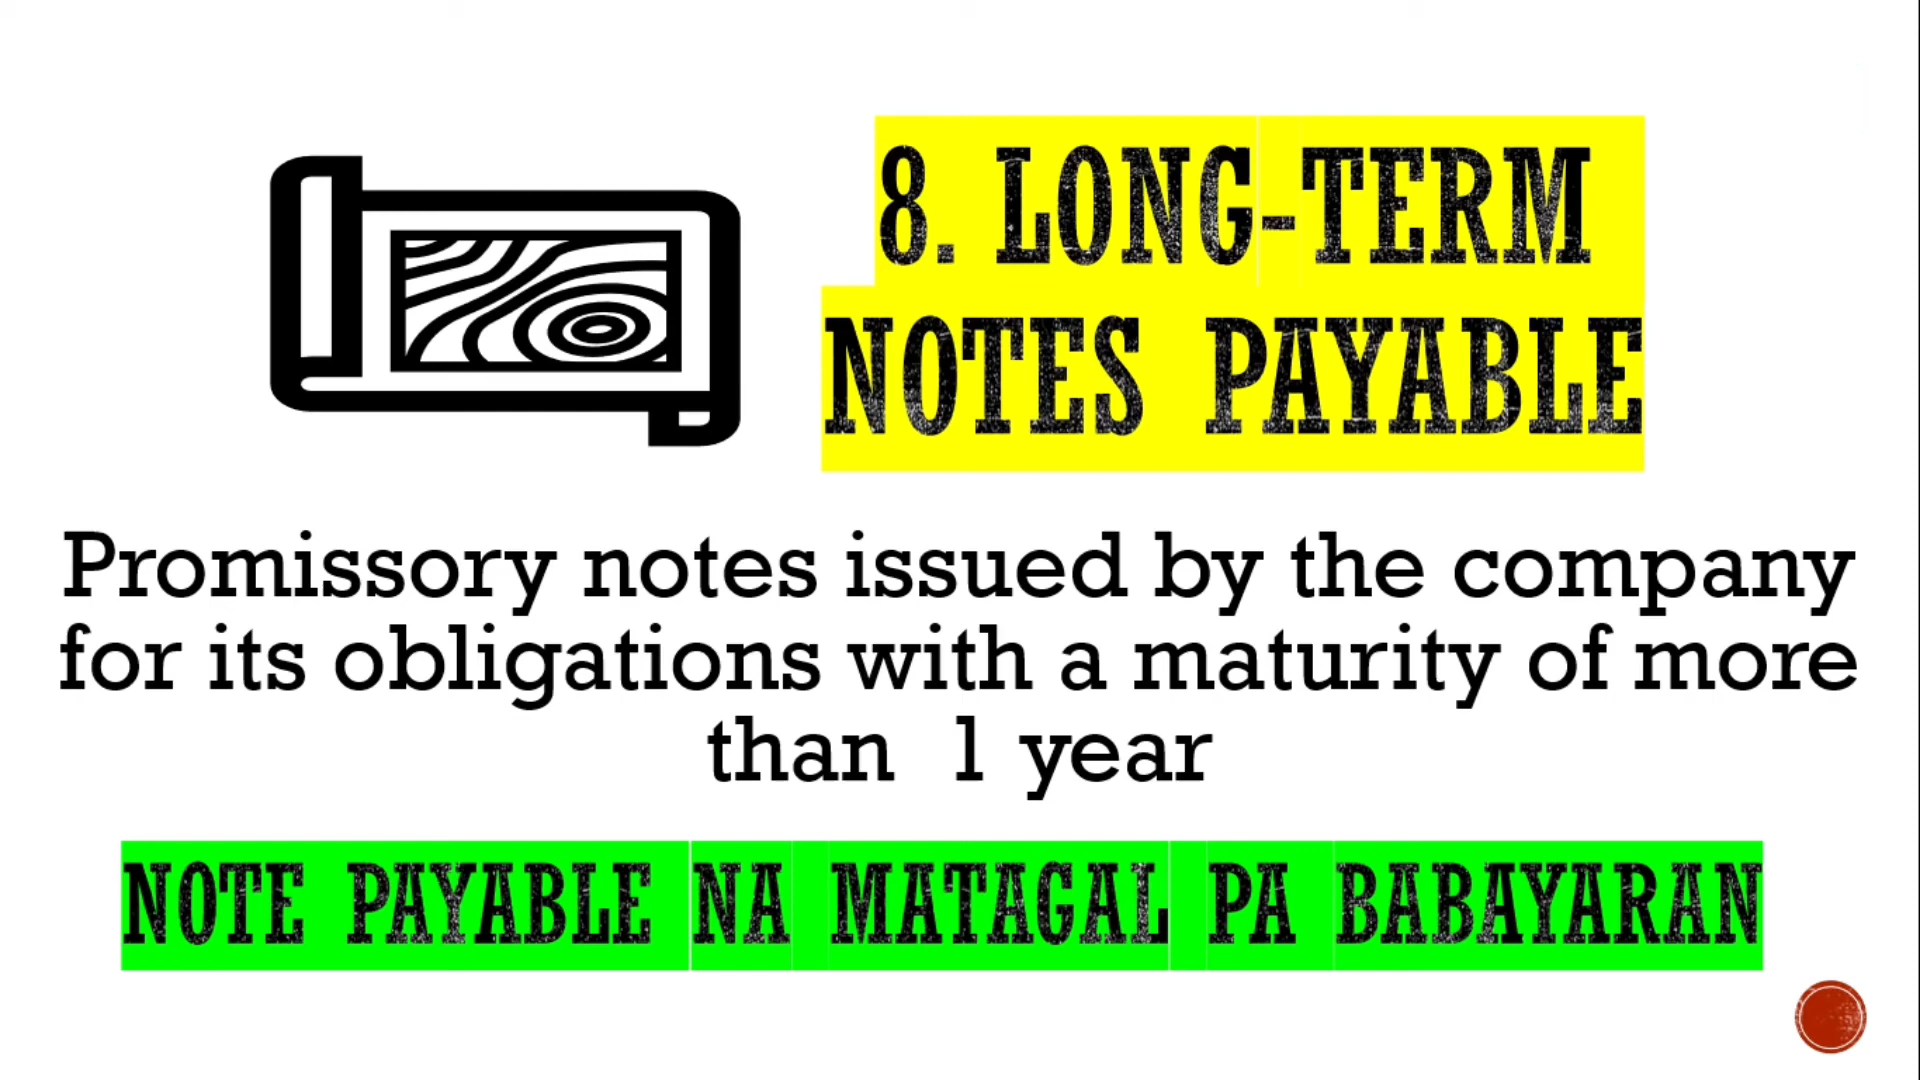 8. LONG-TERM
NOTES PAYABLE
Promissory notes issued by the company
for its obligations with a maturity of more
than 1 year
NOTE PAYABLE NA MATAGAL PA BABAYARAN